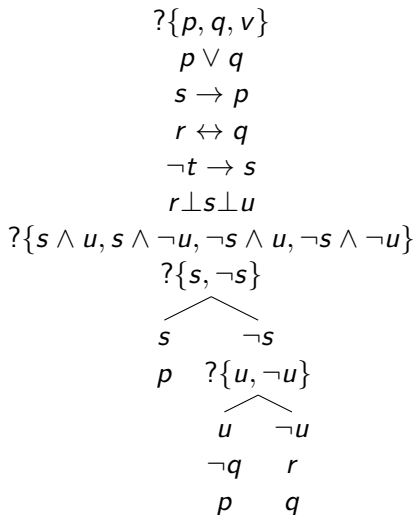 ?{p, q, v}
p ∨ q
s → p
r ↔ q
¬t → s
r⊥s⊥u
?{s ∧ u, s ∧ ¬u, ¬s ∧ u, ¬s ∧ ¬u}
?{s, ¬s}
s ¬s
p ?{u, ¬u}
u ¬u
¬q r
p q